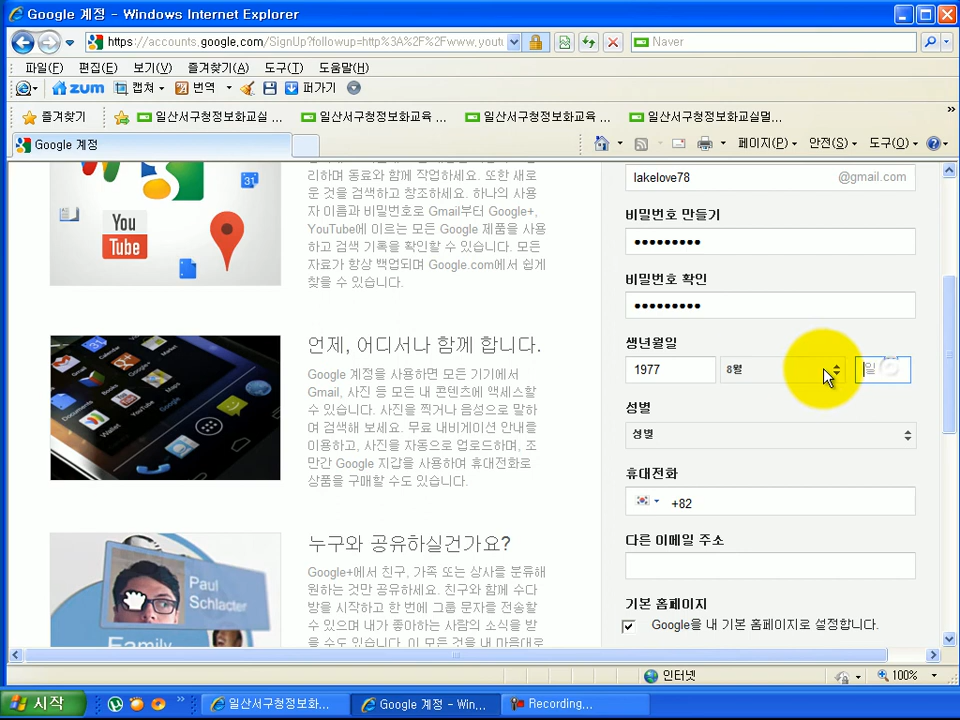 Google 계정 - Windows Internet Explorer
https://accounts.google.com/SignUp?followup=http%3A%2F%2Fwww.youtu
Naver
파일(F) 편집(E) 보기(V) 즐겨찾기(A) 도구(T) 도움말(H)
zum 캡쳐 번역 퍼가기
즐겨찾기 일산서구청정보화교실 ... 일산서구청정보화교육 ... 일산서구청정보화교육 ... 일산서구청정보화교실멀...
Google 계정
페이지(P) 안전(S) 도구(O)
리하며 동료와 함께 작업하세요. 또한 새로
운 것을 검색하고 창조하세요. 하나의 사용
자 이름과 비밀번호로 Gmail부터 Google+,
YouTube에 이르는 모든 Google 제품을 사용
하고 검색 기록을 확인할 수 있습니다. 모든
자료가 항상 백업되며 Google.com에서 쉽게
찾을 수 있습니다.
31
You
Tube
언제, 어디서나 함께 합니다.
Google 계정을 사용하면 모든 기기에서
Gmail, 사진 등 모든 내 콘텐츠에 액세스할
수 있습니다. 사진을 찍거나 음성으로 말하
여 검색해 보세요. 무료 내비게이션 안내를
이용하고, 사진을 자동으로 업로드하며, 조
만간 Google 지갑을 사용하여 휴대전화로
상품을 구매할 수도 있습니다.
누구와 공유하실건가요?
Google+에서 친구, 가족 또는 상사를 분류해
원하는 것만 공유하세요. 친구와 함께 수다
방을 시작하고 한 번에 그룹 문자를 전송할
수 있으며 내가 좋아하는 사람의 소식을 받
을 수도 있습니다. 이 모든 것을 내 마음대로
Paul
Schlacter
Family
lakelove78 @gmail.com
비밀번호 만들기
비밀번호 확인
생년월일
1977 8월 일
성별
성별
휴대전화
+82
다른 이메일 주소
기본 홈페이지
Google을 내 기본 홈페이지로 설정합니다.
인터넷 100%
시작 일산서구청정보화... Google 계정 - Win... Recording...